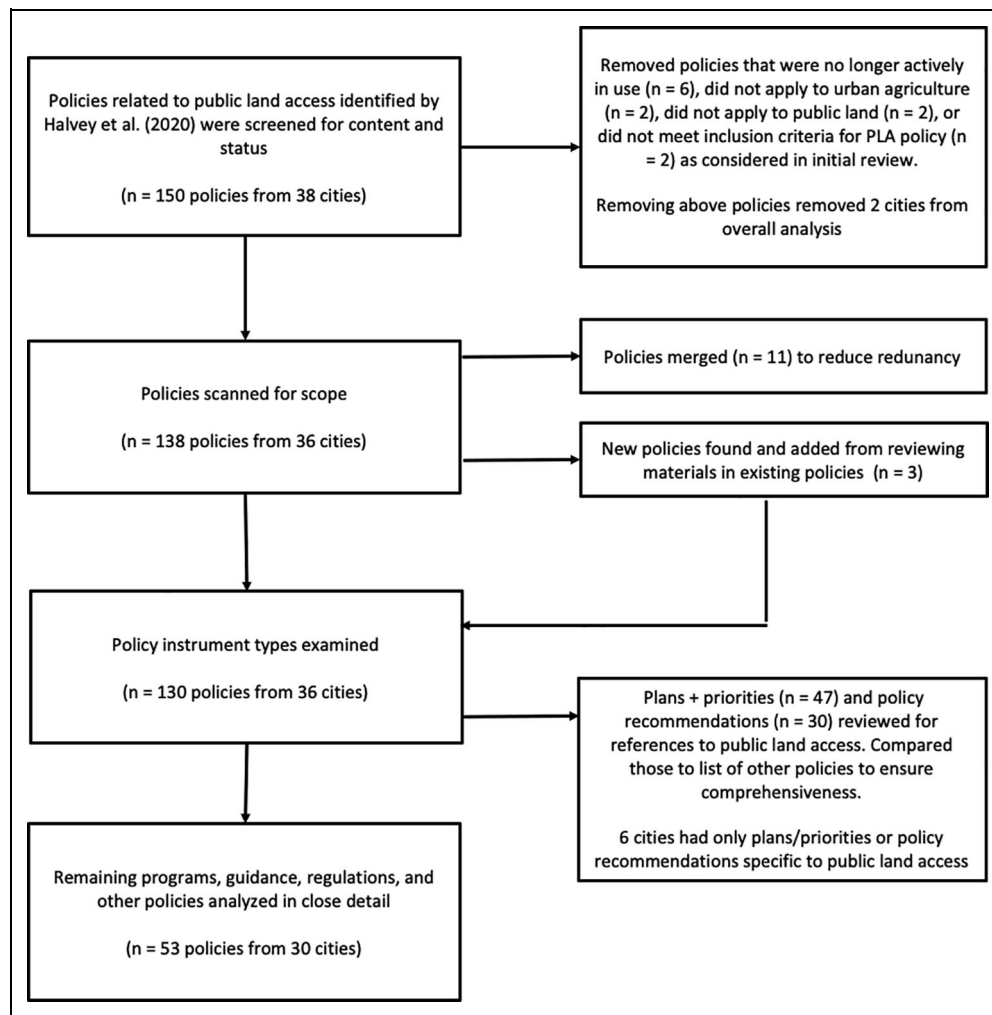 Policies related to public land access identified by
Halvey et al. (2020) were screened for content and
status
(n = 150 policies from 38 cities)
Removed policies that were no longer actively
in use (n = 6), did not apply to urban agriculture
(n = 2), did not apply to public land (n = 2), or
did not meet inclusion criteria for PLA policy (n
= 2) as considered in initial review.
Removing above policies removed 2 cities from
overall analysis
Policies scanned for scope
(n = 138 policies from 36 cities)
Policies merged (n = 11) to reduce redunancy
New policies found and added from reviewing
materials in existing policies (n = 3)
Policy instrument types examined
(n = 130 policies from 36 cities)
Plans + priorities (n = 47) and policy
recommendations (n = 30) reviewed for
references to public land access. Compared
those to list of other policies to ensure
comprehensiveness.
6 cities had only plans/priorities or policy
recommendations specific to public land access
Remaining programs, guidance, regulations, and
other policies analyzed in close detail
(n = 53 policies from 30 cities)